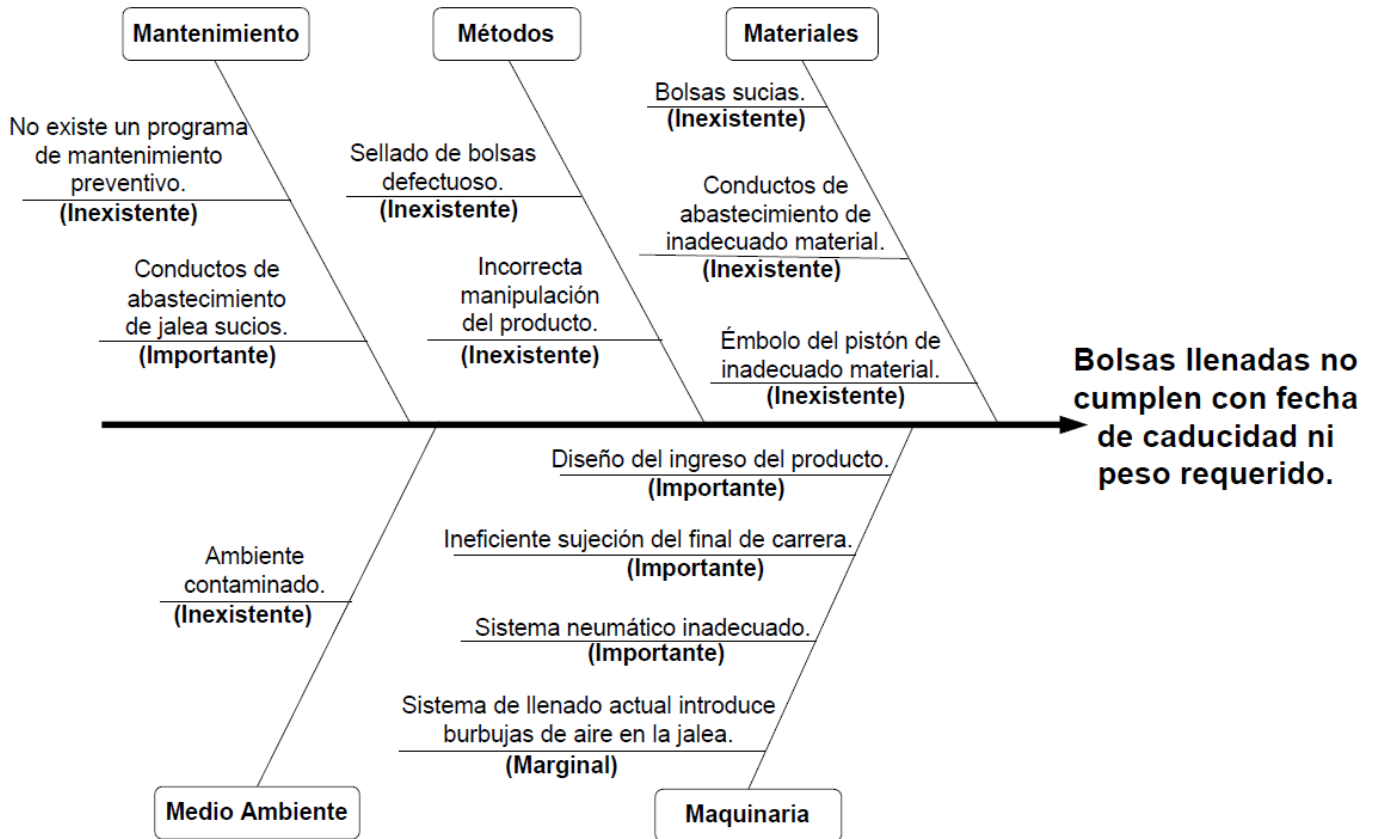 Mantenimiento
Métodos
Materiales
No existe un programa
de mantenimiento
preventivo.
(Inexistente)
Conductos de
abastecimiento
de jalea sucios.
(Importante)
Sellado de bolsas
defectuoso.
(Inexistente)
Incorrecta
manipulación
del producto.
(Inexistente)
Bolsas sucias.
(Inexistente)
Conductos de
abastecimiento de
inadecuado material.
(Inexistente)
Émbolo del pistón de
inadecuado material.
(Inexistente)
Bolsas llenadas no
cumplen con fecha
de caducidad ni
peso requerido.
Ambiente
contaminado.
(Inexistente)
Diseño del ingreso del producto.
(Importante)
Ineficiente sujeción del final de carrera.
(Importante)
Sistema neumático inadecuado.
(Importante)
Sistema de llenado actual introduce
burbujas de aire en la jalea.
(Marginal)
Medio Ambiente
Maquinaria